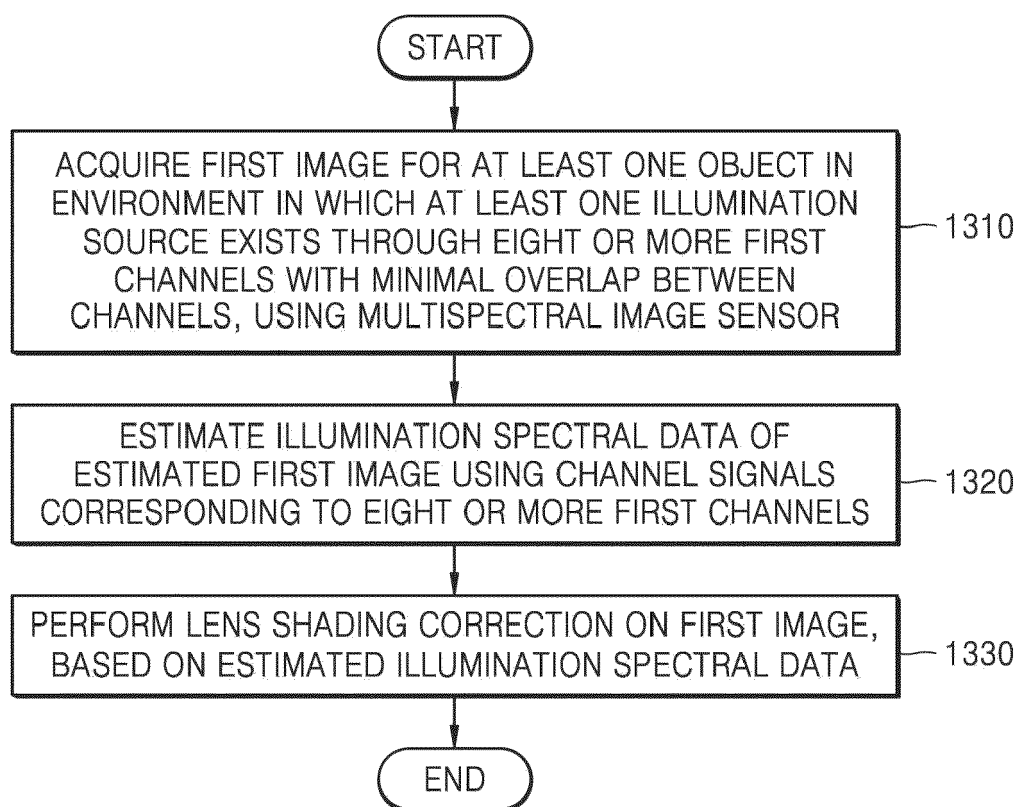 START
ACQUIRE FIRST IMAGE FOR AT LEAST ONE OBJECT IN
ENVIRONMENT IN WHICH AT LEAST ONE ILLUMINATION
SOURCE EXISTS THROUGH EIGHT OR MORE FIRST
CHANNELS WITH MINIMAL OVERLAP BETWEEN
CHANNELS, USING MULTISPECTRAL IMAGE SENSOR
1310
ESTIMATE ILLUMINATION SPECTRAL DATA OF
ESTIMATED FIRST IMAGE USING CHANNEL SIGNALS
CORRESPONDING TO EIGHT OR MORE FIRST CHANNELS
1320
PERFORM LENS SHADING CORRECTION ON FIRST IMAGE,
BASED ON ESTIMATED ILLUMINATION SPECTRAL DATA
1330
END